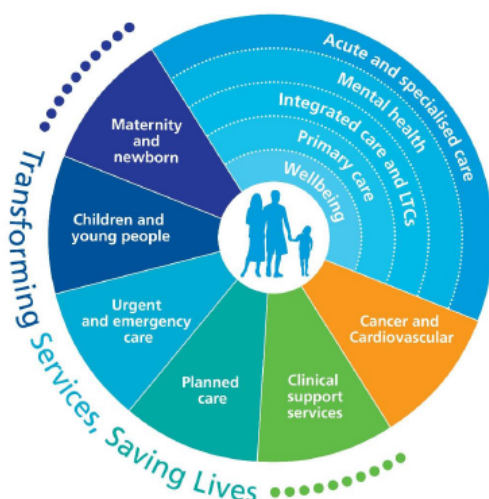 Acute and specialised care
Mental health
Integrated care and LTCs
Primary care
Wellbeing
Maternity
and
newborn
Children and
young people
Urgent
and emergency
care
Planned
care
Clinical
support
services
Cancer and
Cardiovascular
Transforming Services, Saving Lives